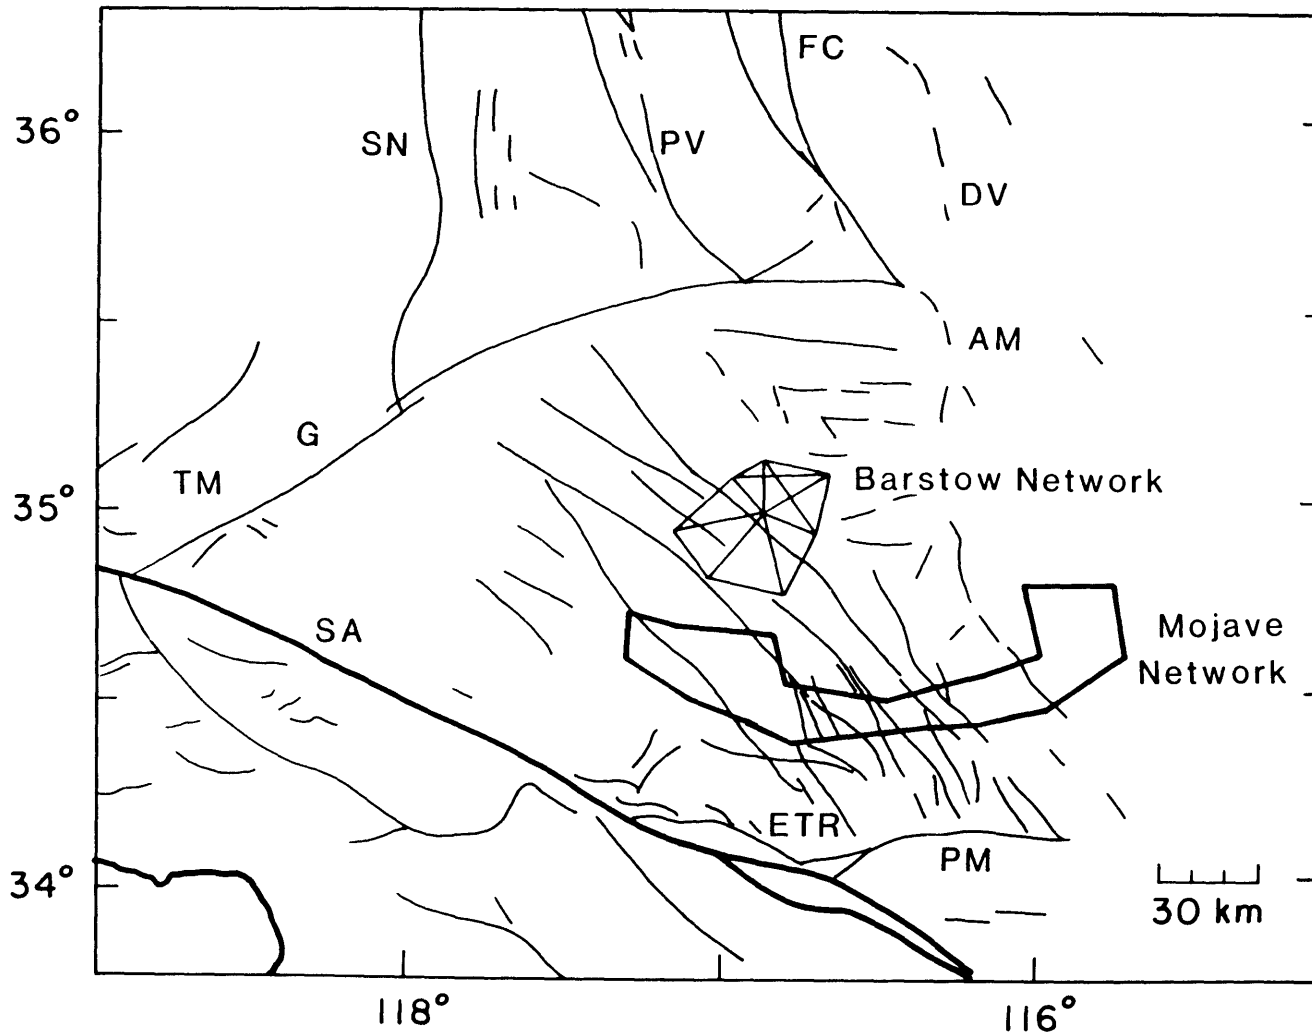 FC
36°
SN
PV
DV
AM
G
TM
Barstow Network
35°
SA
Mojave
Network
ETR
PM
34°
30 km
118°
116°